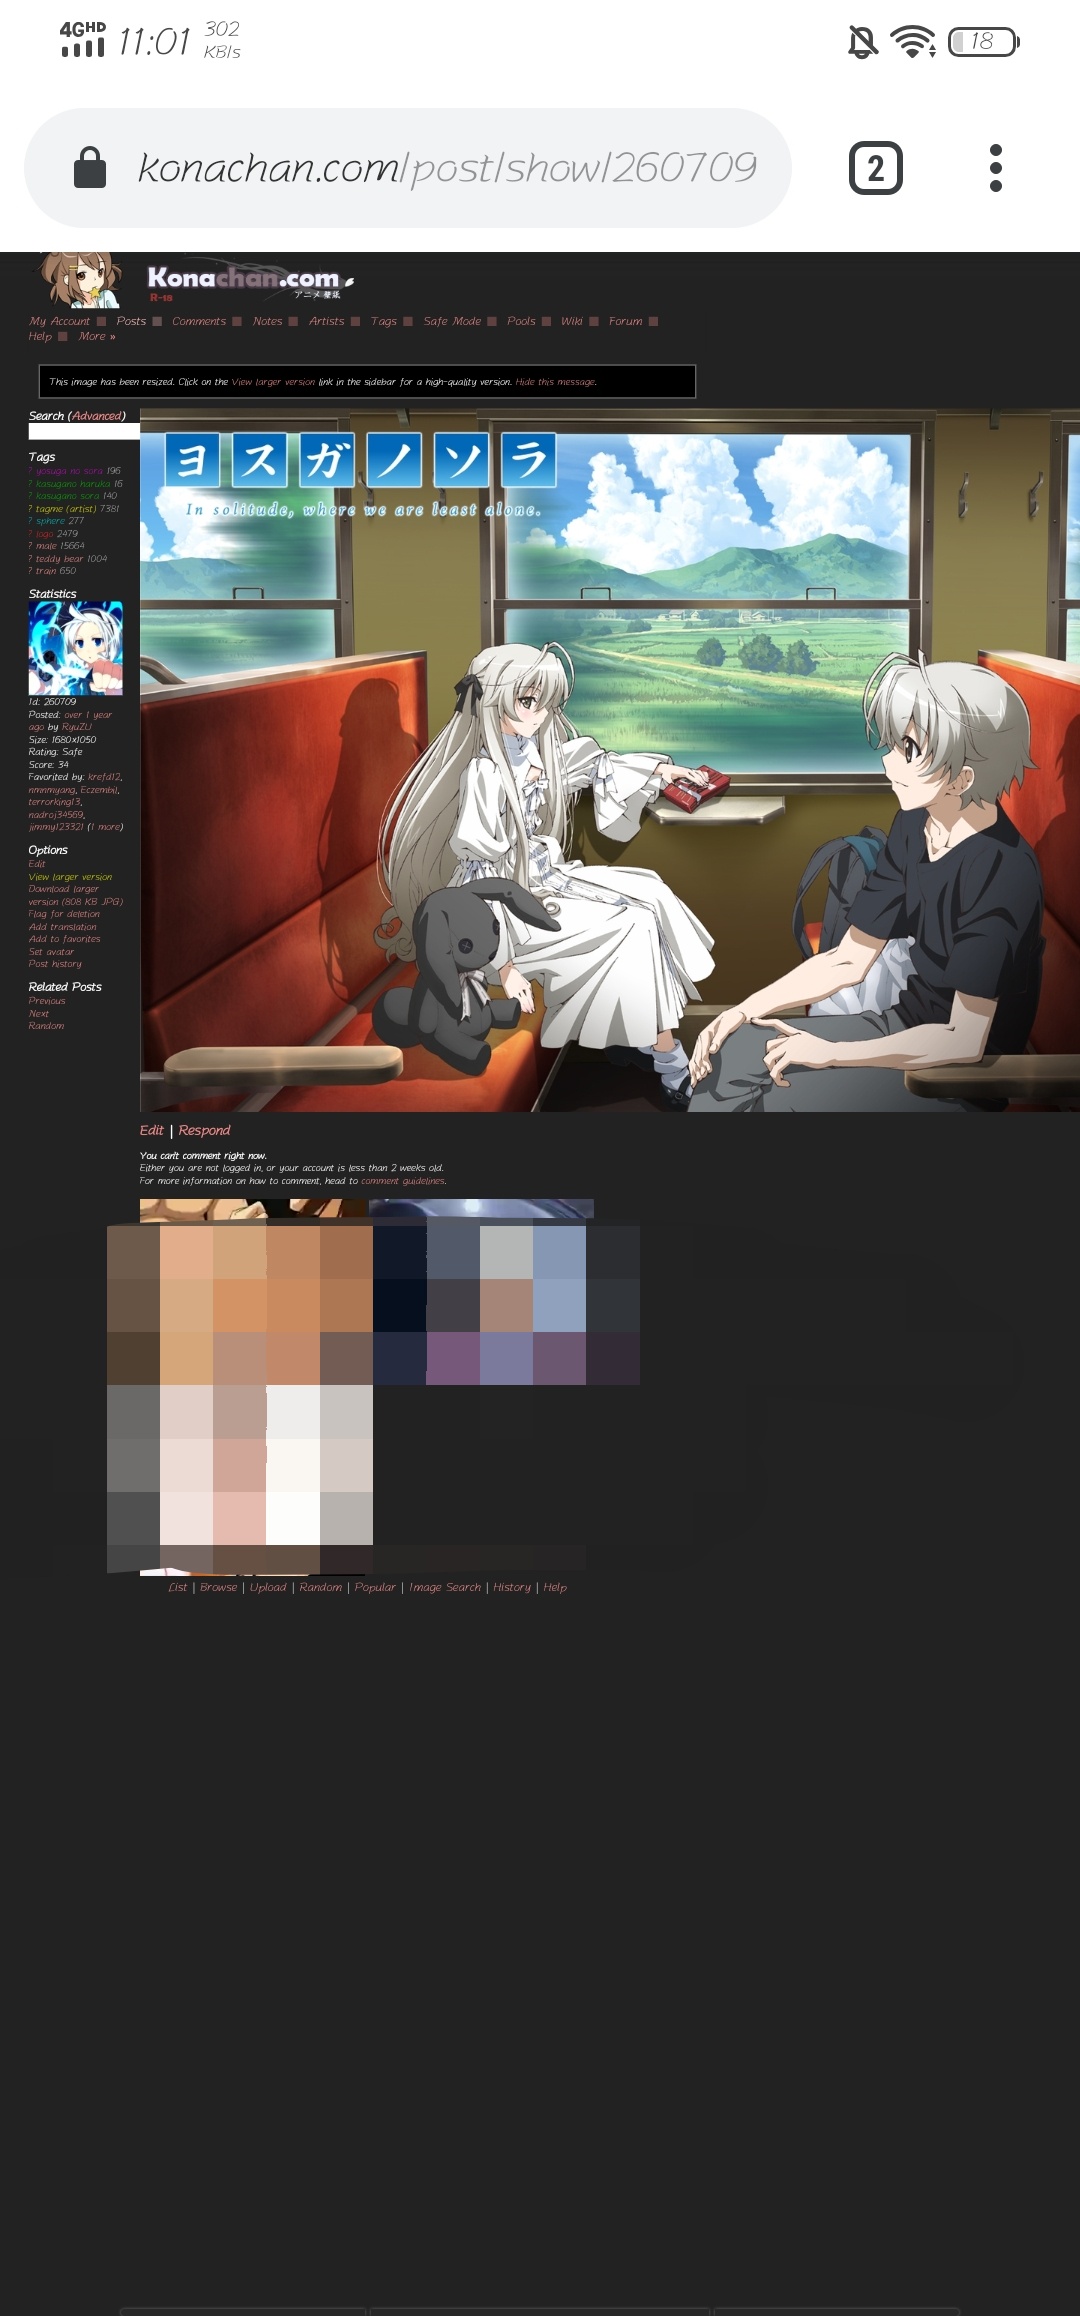 4GHD 11:01 302 KB/s 18
konachan.com/post/show/260709 2
Konachan.com
R-18
My Account Posts Comments Notes Artists Tags Safe Mode Pools Wiki Forum
Help More »
This image has been resized. Click on the View larger version link in the sidebar for a high-quality version. Hide this message.
Search (Advanced)
Tags
? yosuga no sora 196
? kasugano haruka 16
? kasugano sora 140
? tagme (artist) 7381
? sphere 277
? logo 2479
? male 15664
? teddy bear 1004
? train 650
Statistics
Id: 260709
Posted: over 1 year
ago by RyuZU
Size: 1680x1050
Rating: Safe
Score: 34
Favorited by: krefd12,
nmnmyang, Eczembil,
terrorking13,
nadroj34569,
jimmy123321 (1 more)
Options
Edit
View larger version
Download larger
version (808 KB JPG)
Flag for deletion
Add translation
Add to favorites
Set avatar
Post history
Related Posts
Previous
Next
Random
ヨスガノソラ
In solitude, where we are least alone.
Edit | Respond
You can't comment right now.
Either you are not logged in, or your account is less than 2 weeks old.
For more information on how to comment, head to comment guidelines.
List | Browse | Upload | Random | Popular | Image Search | History | Help